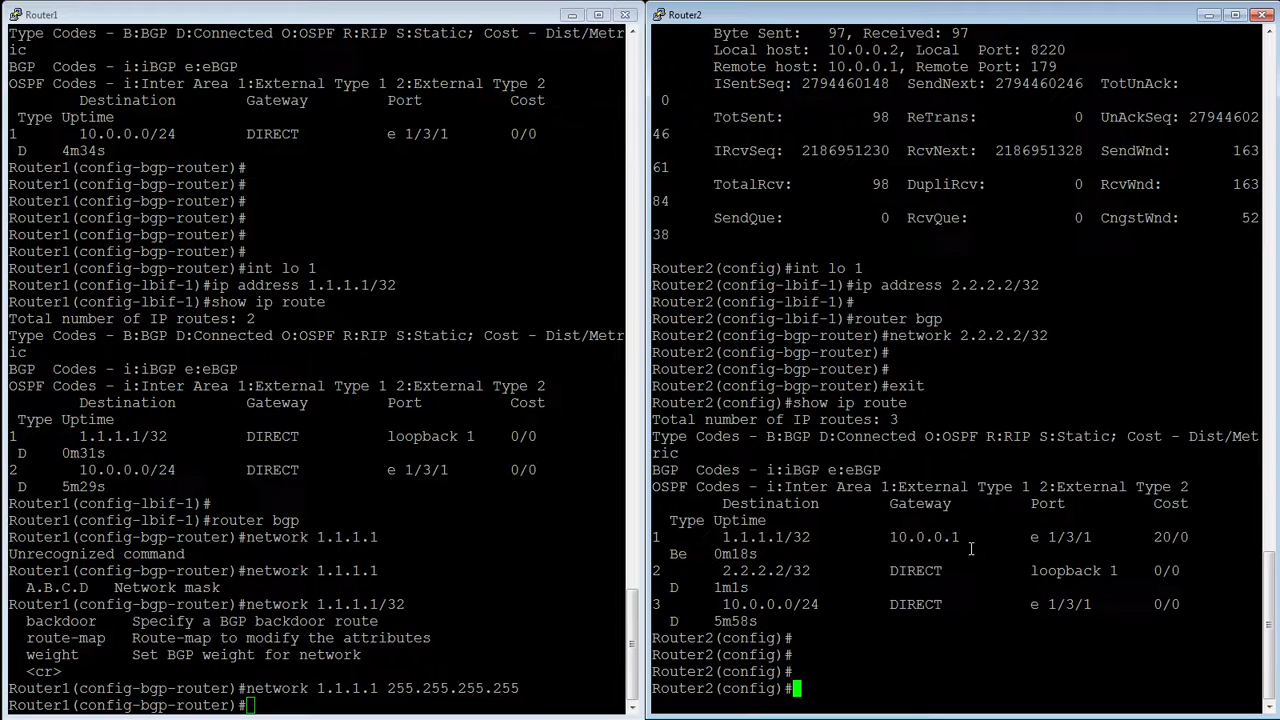 Router1
Type Codes - B:BGP D:Connected O:OSPF R:RIP S:Static; Cost - Dist/Metr
ic
BGP  Codes - i:iBGP e:eBGP
OSPF Codes - i:Inter Area 1:External Type 1 2:External Type 2
Destination Gateway Port Cost
Type Uptime
1 10.0.0.0/24 DIRECT e 1/3/1 0/0
D 4m34s
Router1(config-bgp-router)#
Router1(config-bgp-router)#
Router1(config-bgp-router)#
Router1(config-bgp-router)#
Router1(config-bgp-router)#
Router1(config-bgp-router)#
Router1(config-bgp-router)#int lo 1
Router1(config-lbif-1)#ip address 1.1.1.1/32
Router1(config-lbif-1)#show ip route
Total number of IP routes: 2
Type Codes - B:BGP D:Connected O:OSPF R:RIP S:Static; Cost - Dist/Metr
ic
BGP  Codes - i:iBGP e:eBGP
OSPF Codes - i:Inter Area 1:External Type 1 2:External Type 2
Destination Gateway Port Cost
Type Uptime
1 1.1.1.1/32 DIRECT loopback 1 0/0
D 0m31s
2 10.0.0.0/24 DIRECT e 1/3/1 0/0
D 5m29s
Router1(config-lbif-1)#
Router1(config-lbif-1)#router bgp
Router1(config-bgp-router)#network 1.1.1.1
Unrecognized command
Router1(config-bgp-router)#network 1.1.1.1
A.B.C.D   Network mask
Router1(config-bgp-router)#network 1.1.1.1/32
backdoor    Specify a BGP backdoor route
route-map   Route-map to modify the attributes
weight      Set BGP weight for network
<cr>
Router1(config-bgp-router)#network 1.1.1.1 255.255.255.255
Router1(config-bgp-router)#
Router2
Byte Sent:   97, Received: 97
Local host:  10.0.0.2, Local  Port: 8220
Remote host: 10.0.0.1, Remote Port: 179
ISentSeq: 2794460148  SendNext: 2794460246  TotUnAck:
0
TotSent: 98 ReTrans: 0 UnAckSeq: 27944602
46
IRcvSeq: 2186951230 RcvNext: 2186951328 SendWnd: 163
61
TotalRcv: 98 DupliRcv: 0 RcvWnd: 163
84
SendQue: 0 RcvQue: 0 CngstWnd: 52
38
Router2(config)#int lo 1
Router2(config-lbif-1)#ip address 2.2.2.2/32
Router2(config-lbif-1)#
Router2(config-lbif-1)#router bgp
Router2(config-bgp-router)#network 2.2.2.2/32
Router2(config-bgp-router)#
Router2(config-bgp-router)#
Router2(config-bgp-router)#exit
Router2(config)#show ip route
Total number of IP routes: 3
Type Codes - B:BGP D:Connected O:OSPF R:RIP S:Static; Cost - Dist/Met
ric
BGP  Codes - i:iBGP e:eBGP
OSPF Codes - i:Inter Area 1:External Type 1 2:External Type 2
Destination Gateway Port Cost
Type Uptime
1 1.1.1.1/32 10.0.0.1 e 1/3/1 20/0
Be 0m18s
2 2.2.2.2/32 DIRECT loopback 1 0/0
D 1m1s
3 10.0.0.0/24 DIRECT e 1/3/1 0/0
D 5m58s
Router2(config)#
Router2(config)#
Router2(config)#
Router2(config)#